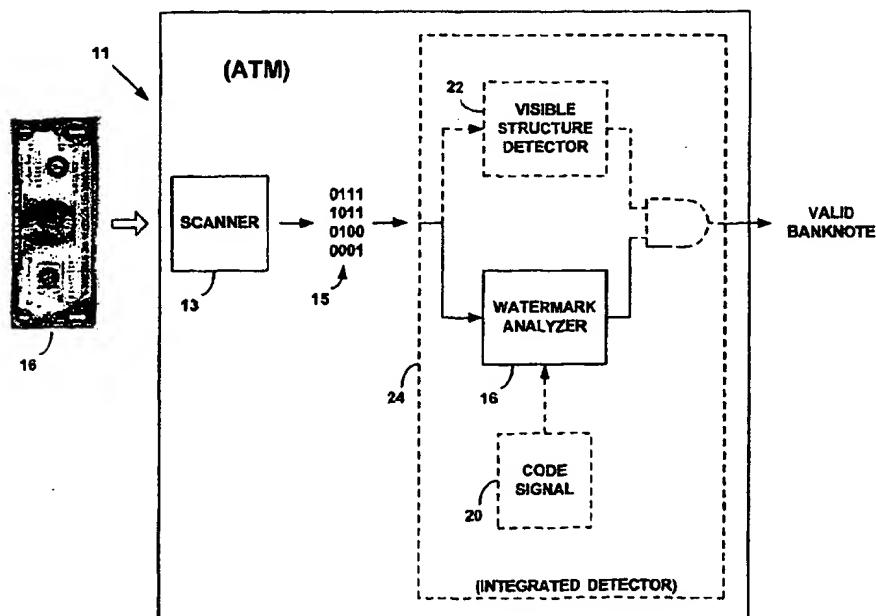 11
(ATM)
22
VISIBLE
STRUCTURE
DETECTOR
SCANNER
13
0111
1011
0100
0001
15
VALID
BANKNOTE
WATERMARK
ANALYZER
16
24
16
CODE
SIGNAL
20
(INTEGRATED DETECTOR)